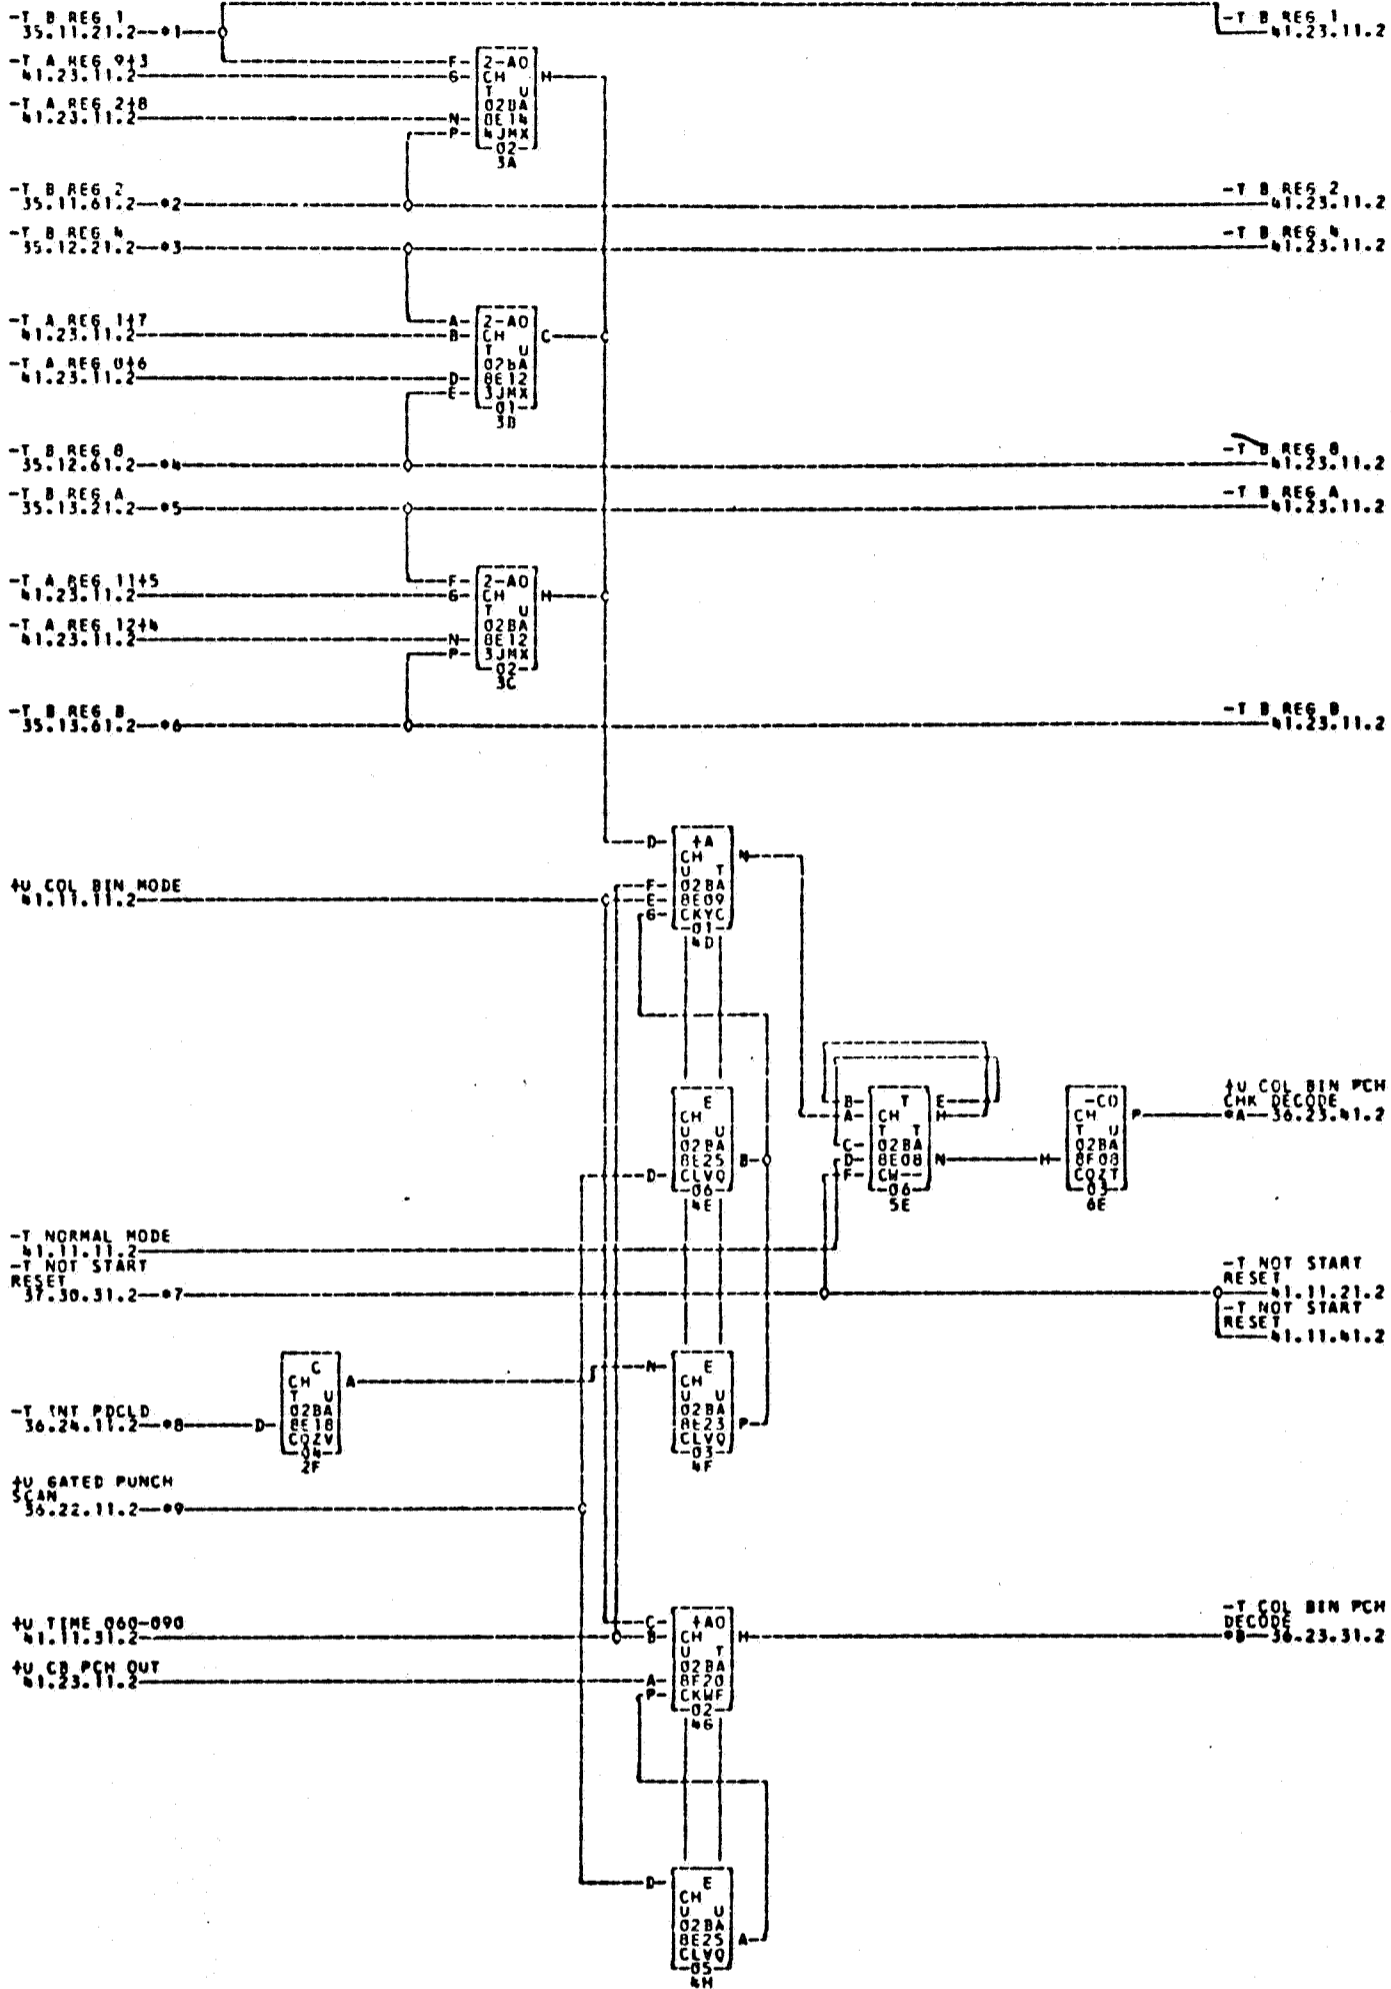 -T B REG 1
35.11.21.2 *1
-T B REG 1
41.23.11.2
-T A REG 9+3
41.23.11.2
F G H
2-AO
CH
T U
02BA
8E14
4JMX
02
3A
-T A REG 2+8
41.23.11.2
N P
-T B REG 2
35.11.61.2 *2
-T B REG 2
41.23.11.2
-T B REG 4
35.12.21.2 *3
-T B REG 4
41.23.11.2
-T A REG 1+7
41.23.11.2
A B C
2-AO
CH
T U
02BA
8E12
3JMX
01
3B
-T A REG 0+6
41.23.11.2
D E
-T B REG 8
35.12.61.2 *4
-T B REG 8
41.23.11.2
-T B REG A
35.13.21.2 *5
-T B REG A
41.23.11.2
-T A REG 11+5
41.23.11.2
F G H
2-AO
CH
T U
02BA
8E12
3JMX
02
3C
-T A REG 12+4
41.23.11.2
N P
-T B REG B
35.13.61.2 *6
-T B REG B
41.23.11.2
+U COL BIN MODE
41.11.11.2
D F E G N
+A
CH
U T
02BA
8E09
CKYC
01
4D
D B
E
CH
U U
02BA
8E25
CLVQ
06
4E
B A C D F E H N
T
CH
T T
02BA
8E08
CW
06
5E
H P
-CO
CH
T U
02BA
8F08
CQZT
03
6E
+U COL BIN PCH
CHK DECODE
*A 36.23.41.2
-T NORMAL MODE
41.11.11.2
-T NOT START
RESET
37.30.31.2 *7
-T NOT START
RESET
41.11.21.2
-T NOT START
RESET
41.11.41.2
-T INT PDCLD
36.24.11.2 *8
D A
C
CH
T U
02BA
8E18
04
2F
N P
E
CH
U U
02BA
8E23
CLVQ
03
4F
+U GATED PUNCH
SCAN
36.22.11.2 *9
+U TIME 060-090
41.11.31.2
C B A P H
+AO
CH
U T
02BA
8F20
CKWF
02
4G
-T COL BIN PCH
DECODE
*B 36.23.31.2
+U CB PCH OUT
41.23.11.2
D A
E
CH
U U
02BA
8E25
CLVQ
05
4H